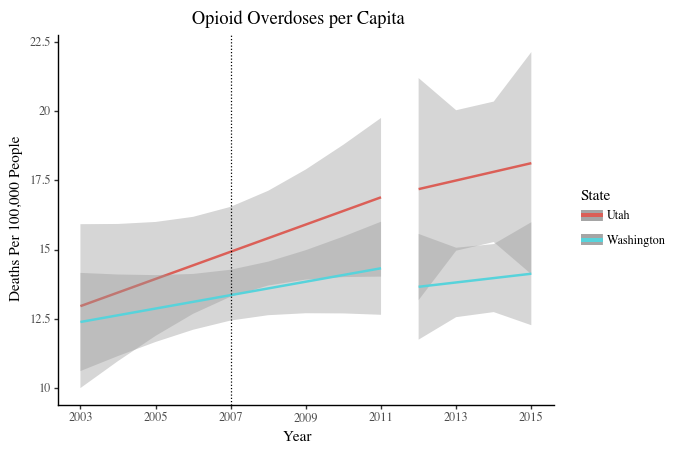 Opioid Overdoses per Capita
Deaths Per 100,000 People
22.5
20
17.5
15
12.5
10
2003
2005
2007
2009
2011
2013
2015
Year
State
Utah
Washington